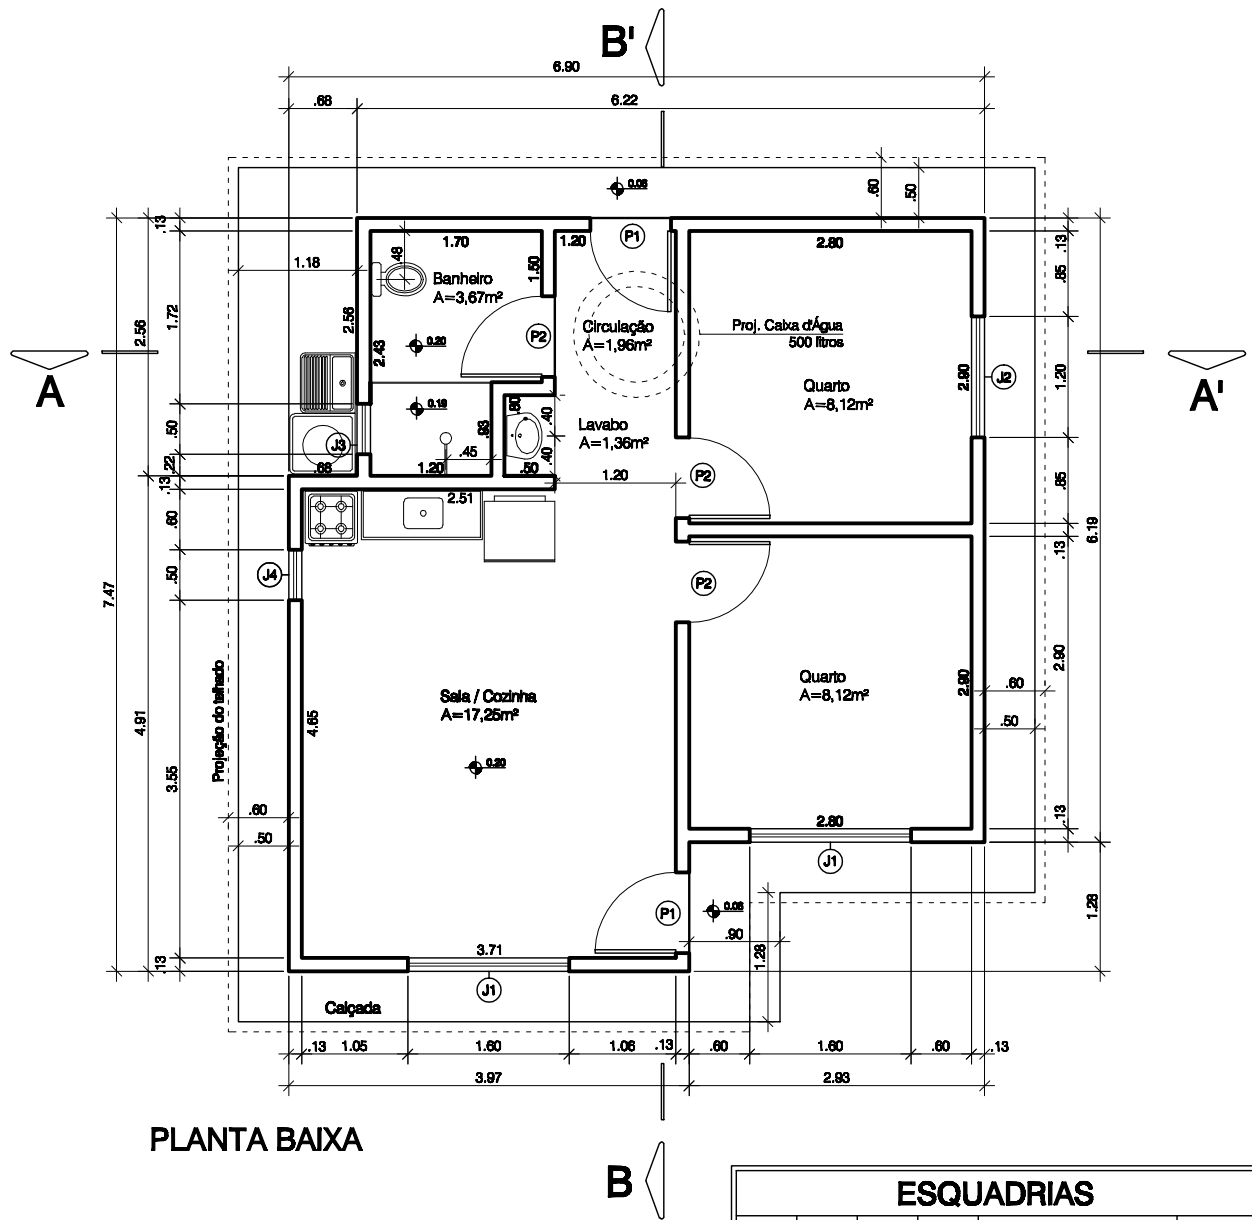 B'
6.90
.68
6.22
0.08
.60
.50
.13
1.70
1.20
P1
2.80
.13
1.18
.48
1.50
Banheiro
A=3,67m²
.85
1.72
2.56
2.56
Circulação
A=1,96m²
Proj. Caixa d'Água
500 litros
P2
0.20
2.43
A
A'
Quarto
A=8,12m²
2.90
J2
1.20
0.18
.80
.40
.50
.93
Lavabo
A=1,36m²
J3
.45
.40
.22
.68
1.20
.50
1.20
P2
.85
.13
2.51
.60
6.19
.13
J4
.50
P2
7.47
2.90
Projeção do telhado
Sala / Cozinha
A=17,25m²
Quarto
A=8,12m²
2.90
.60
4.65
4.91
.50
0.20
3.55
.60
2.80
.13
.50
J1
P1
0.08
1.28
.90
1.28
3.71
.13
J1
Calçada
.13
1.05
1.60
1.06
.13
.60
1.60
.60
.13
3.97
2.93
PLANTA BAIXA
B
ESQUADRIAS